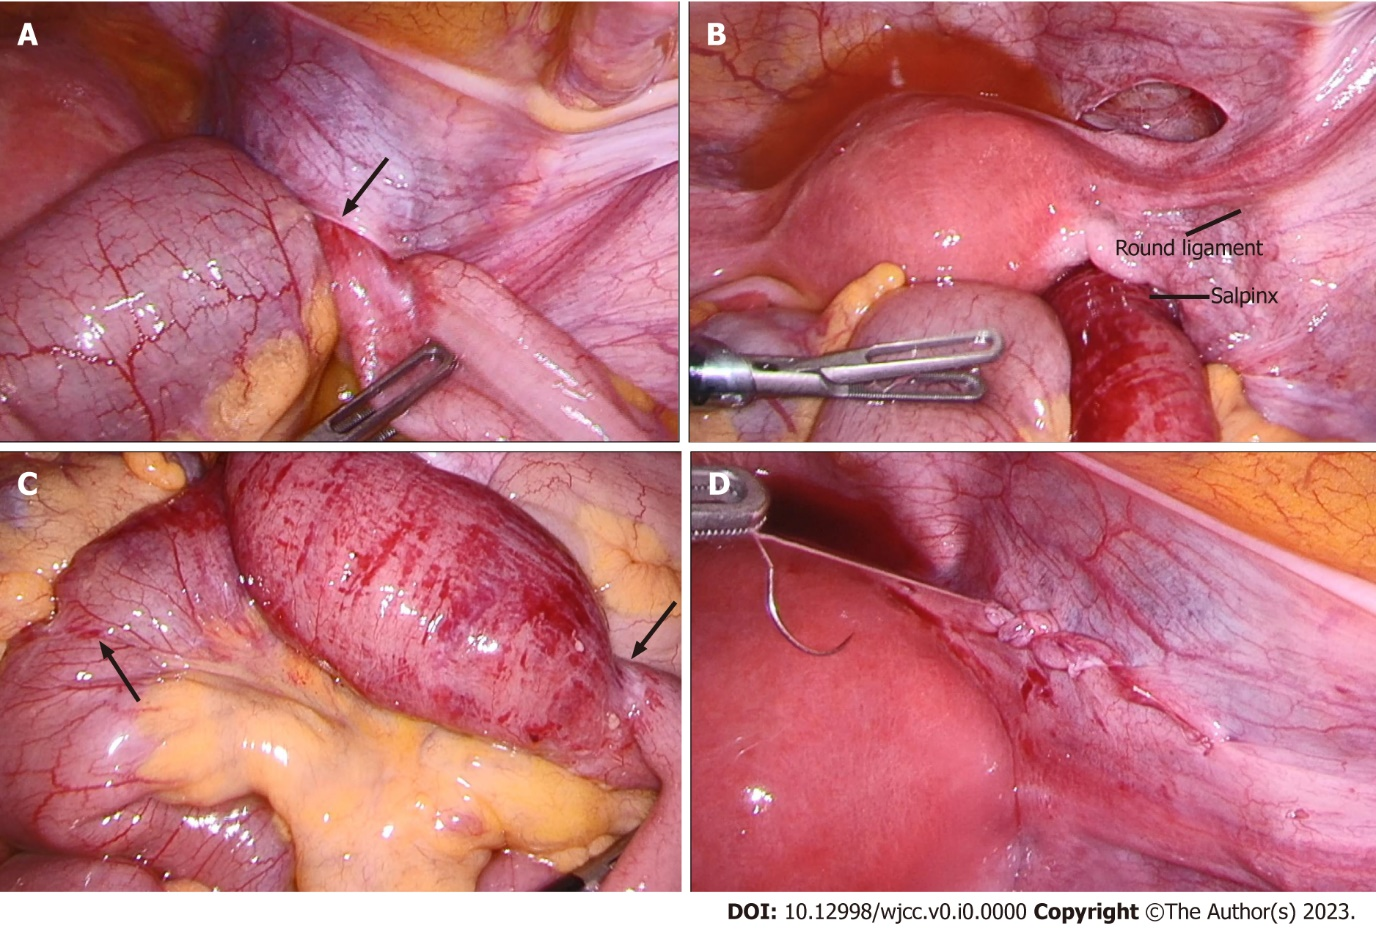 A
B
Round ligament
Salpinx
C
D
DOI: 10.12998/wjcc.v0.i0.0000 Copyright ©The Author(s) 2023.